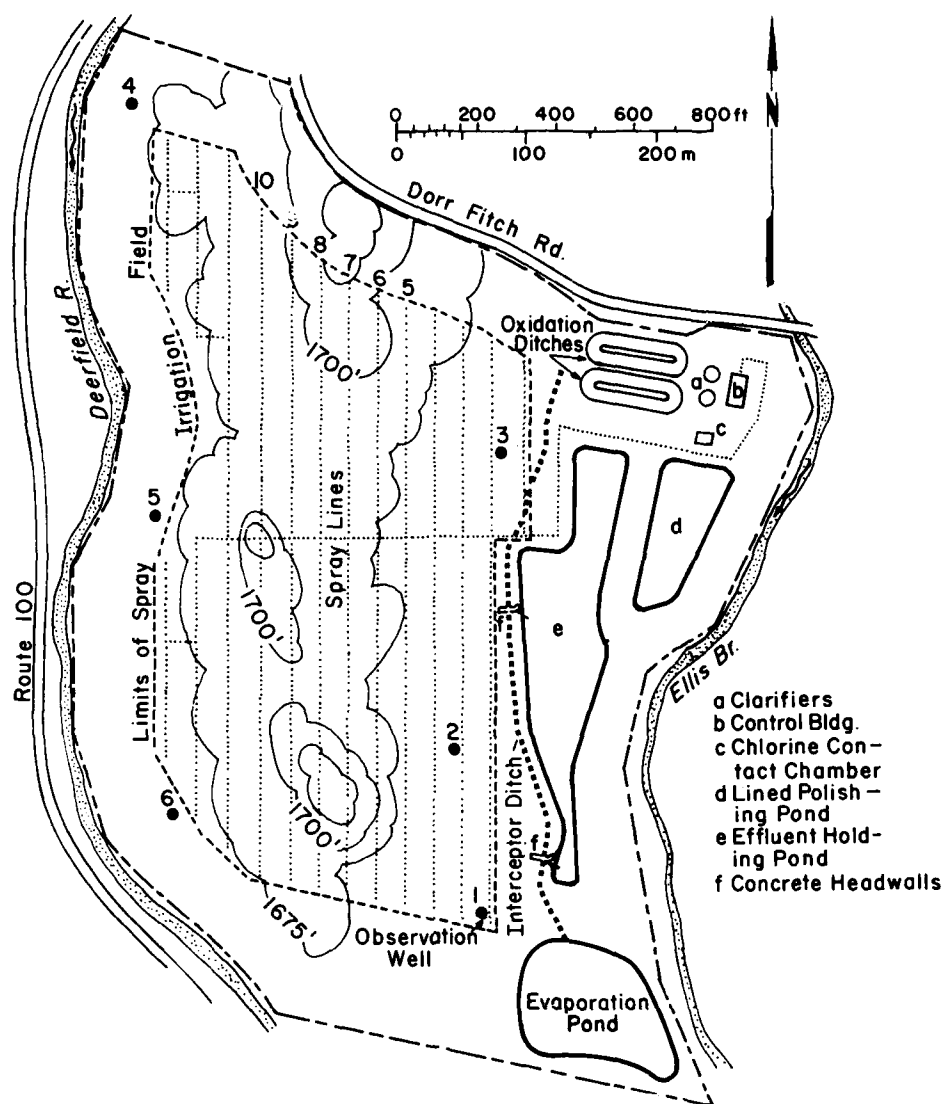 4
0 200 400 600 800 ft
0 100 200 m
N
Dorr Fitch Rd.
10
8
7
6
5
Field
Irrigation
Limits of Spray
Deerfield R.
Route 100
1700'
Oxidation
Ditches
a
b
c
3
5
Spray Lines
d
1700'
f
e
Ellis Br.
2
6
1700'
Interceptor Ditch
f
1675'
1
Observation
Well
Evaporation
Pond
a Clarifiers
b Control Bldg.
c Chlorine Con-
tact Chamber
d Lined Polish-
ing Pond
e Effluent Hold-
ing Pond
f Concrete Headwalls